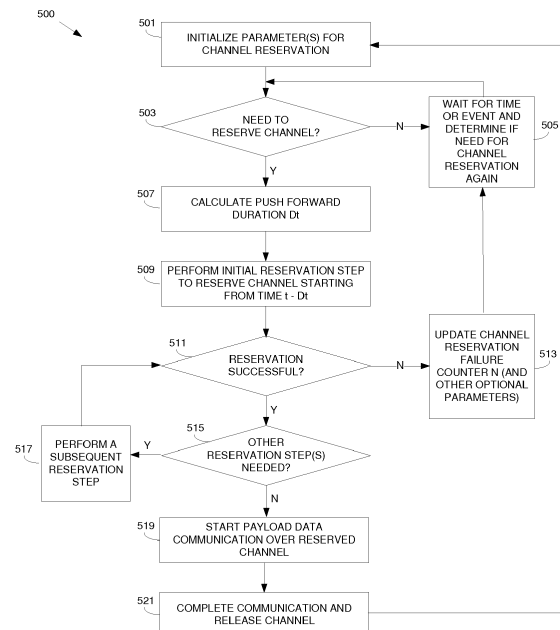 500
501
INITIALIZE PARAMETER(S) FOR
CHANNEL RESERVATION
503
NEED TO
RESERVE CHANNEL?
N
WAIT FOR TIME
OR EVENT AND
DETERMINE IF
NEED FOR
CHANNEL
RESERVATION
AGAIN
505
Y
507
CALCULATE PUSH FORWARD
DURATION Dt
509
PERFORM INITIAL RESERVATION STEP
TO RESERVE CHANNEL STARTING
FROM TIME t - Dt
511
RESERVATION
SUCCESSFUL?
N
UPDATE CHANNEL
RESERVATION
FAILURE
COUNTER N (AND
OTHER OPTIONAL
PARAMETERS)
513
Y
515
OTHER
RESERVATION STEP(S)
NEEDED?
Y
517
PERFORM A
SUBSEQUENT
RESERVATION
STEP
N
519
START PAYLOAD DATA
COMMUNICATION OVER RESERVED
CHANNEL
521
COMPLETE COMMUNICATION AND
RELEASE CHANNEL